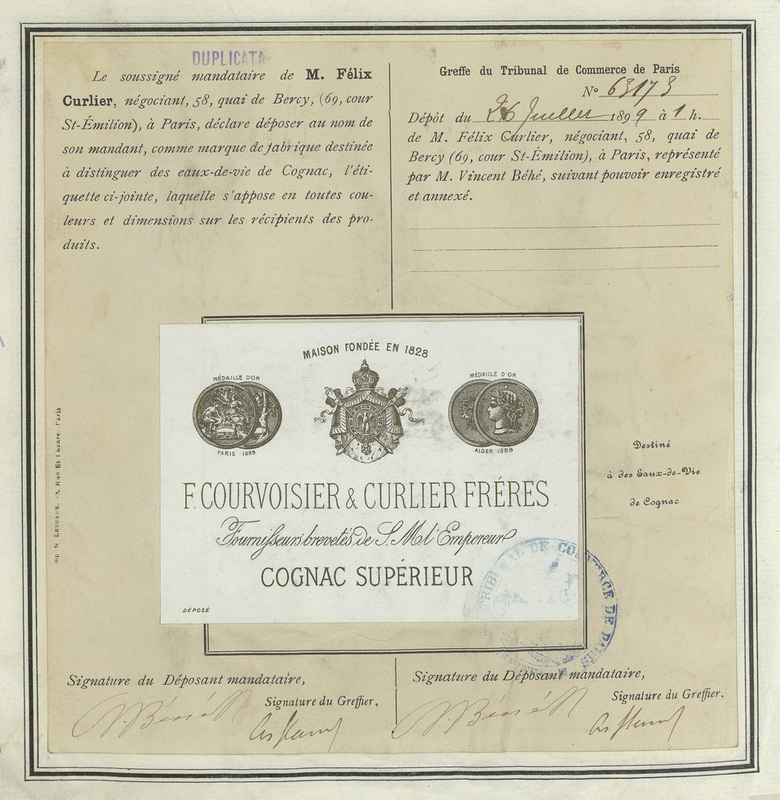 DUPLICATA
Le soussigné mandataire de M. Félix
Curlier, négociant, 58, quai de Bercy, (69, cour
St-Émilion), à Paris, déclare déposer au nom de
son mandant, comme marque de fabrique destinée
à distinguer des eaux-de-vie de Cognac, l'éti-
quette ci-jointe, laquelle s'appose en toutes cou-
leurs et dimensions sur les récipients des pro-
duits.
Greffe du Tribunal de Commerce de Paris
No 63173
Dépôt du 26 Juillet 1899 à 1 h.
de M. Félix Curlier, négociant, 58, quai de
Bercy (69, cour St-Émilion), à Paris, représenté
par M. Vincent Béhé, suivant pouvoir enregistré
et annexé.
MAISON FONDÉE EN 1828
MÉDAILLE D'OR
PARIS 1889
MÉDAILLE D'OR
ALGER 1888
F. COURVOISIER & CURLIER FRÉRES
Fournisseurs brevetés de S. M. l'Empereur
COGNAC SUPÉRIEUR
DÉPOSÉ
Destiné
à des Eaux-de-Vie
de Cognac
TRIBUNAL DE COMMERCE DE PARIS
Signature du Déposant mandataire,
Signature du Greffier.
Signature du Déposant mandataire,
Signature du Greffier.